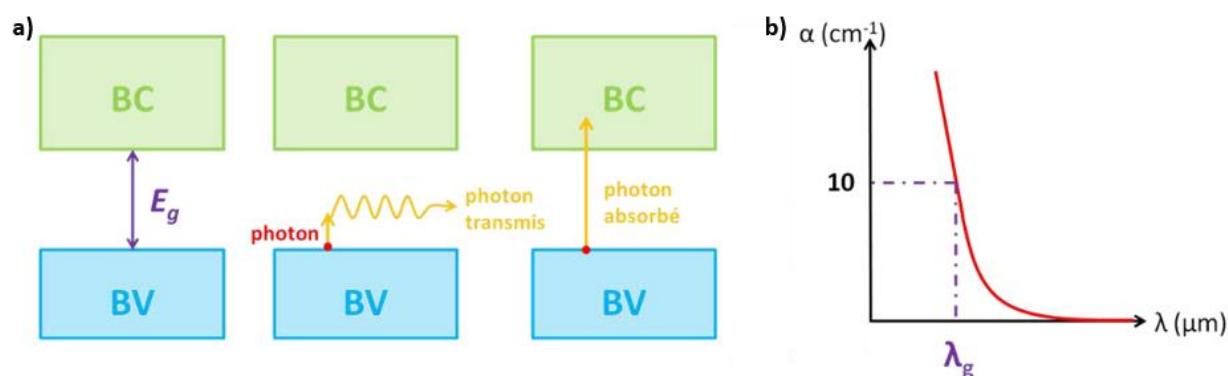 a)
BC
BC
BC
E_g
photon
photon
transmis
photon
absorbé
BV
BV
BV
b)
α (cm⁻¹)
10
λ (μm)
λ_g